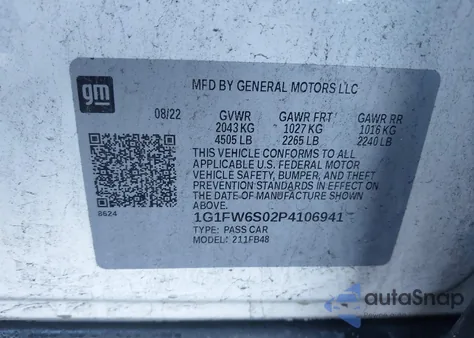 gm
MFD BY GENERAL MOTORS LLC
08/22 GVWR GAWR FRT GAWR RR
2043 KG 1027 KG 1016 KG
4505 LB 2265 LB 2240 LB
THIS VEHICLE CONFORMS TO ALL
APPLICABLE U.S. FEDERAL MOTOR
VEHICLE SAFETY, BUMPER, AND THEFT
PREVENTION STANDARDS IN EFFECT ON
THE DATE OF MANUFACTURE SHOWN
ABOVE.
8624
1G1FW6S02P4106941
TYPE: PASS CAR
MODEL: 211FB48
autoSnap